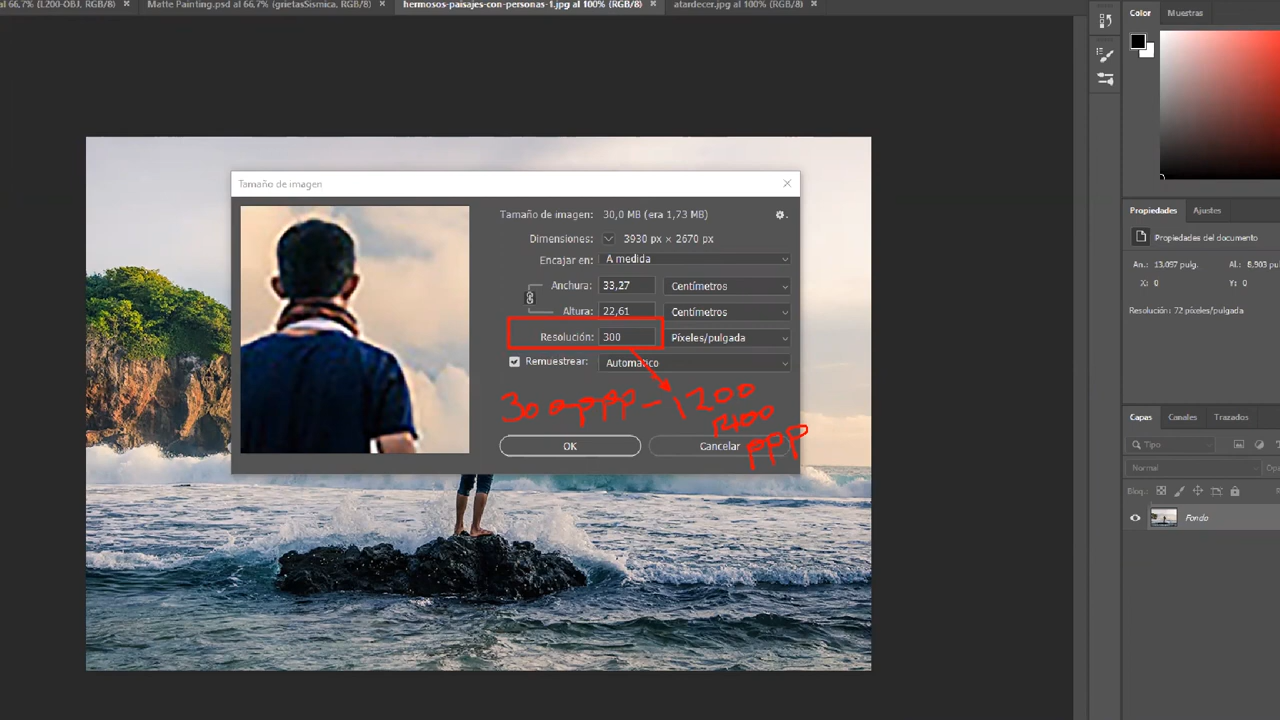 al 66,7% (L200-OBJ, RGB/8) ×
Matte Painting.psd al 66,7% (grietasSismica, RGB/8) ×
hermosos-paisajes-con-personas-1.jpg al 100% (RGB/8) ×
atardecer.jpg al 100% (RGB/8) ×
Color Muestras
Tamaño de imagen
Tamaño de imagen: 30,0 MB (era 1,73 MB)
Dimensiones: 3930 px × 2670 px
Encajar en: A medida
Anchura: 33,27 Centímetros
Altura: 22,61 Centímetros
Resolución: 300 Píxeles/pulgada
Remuestrear: Automático
300 PPP - 1200
2400
PPP
OK Cancelar
Propiedades Ajustes
Propiedades del documento
An.: 13.097 pulg. Al.: 8.903 pulg.
X: 0 Y: 0
Resolución: 72 píxeles/pulgada
Capas Canales Trazados
Tipo
Normal Opa
Bloq.:
Fondo